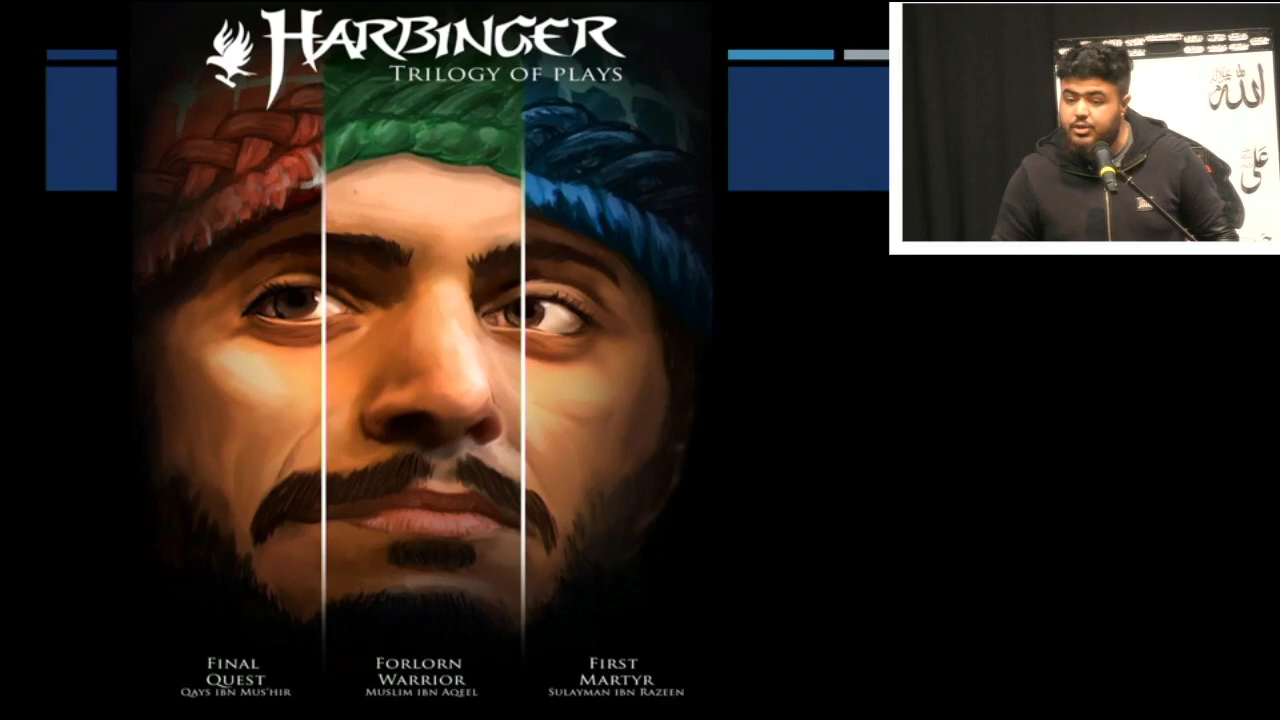 HARBINGER
TRILOGY OF PLAYS
FINAL
QUEST
QAYS IBN MUS'HIR
FORLORN
WARRIOR
MUSLIM IBN AQEEL
FIRST
MARTYR
SULAYMAN IBN RAZEEN
الله
علي